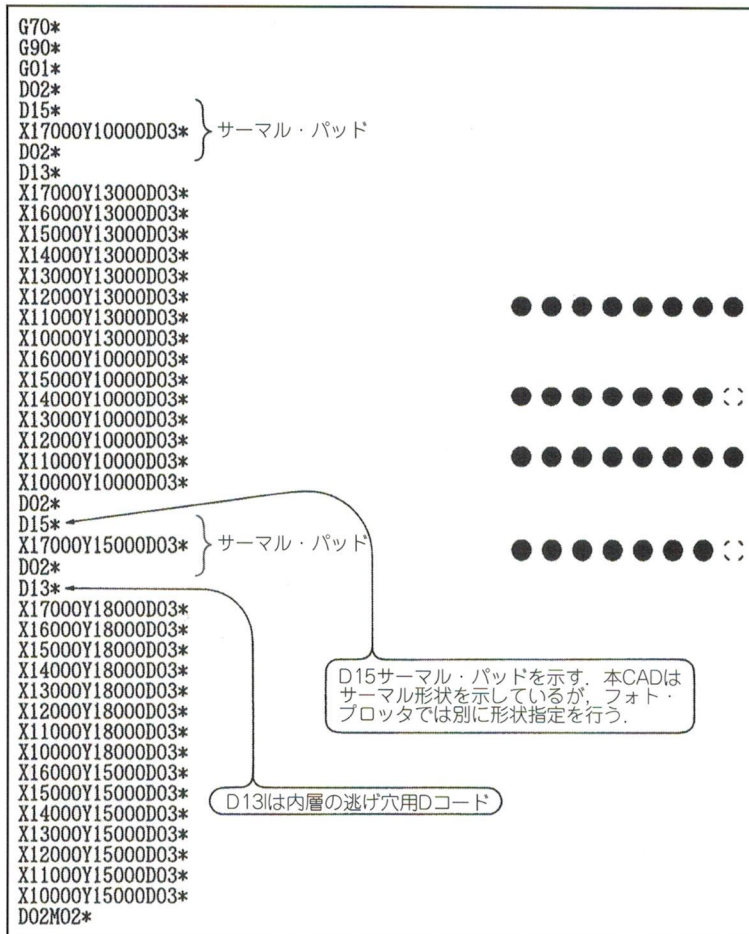 G70*
G90*
G01*
D02*
D15*
X17000Y10000D03*
サーマル・パッド
D02*
D13*
X17000Y13000D03*
X16000Y13000D03*
X15000Y13000D03*
X14000Y13000D03*
X13000Y13000D03*
X12000Y13000D03*
X11000Y13000D03*
X10000Y13000D03*
X16000Y10000D03*
X15000Y10000D03*
X14000Y10000D03*
X13000Y10000D03*
X12000Y10000D03*
X11000Y10000D03*
X10000Y10000D03*
D02*
D15*
X17000Y15000D03*
サーマル・パッド
D02*
D13*
X17000Y18000D03*
X16000Y18000D03*
X15000Y18000D03*
X14000Y18000D03*
X13000Y18000D03*
X12000Y18000D03*
X11000Y18000D03*
X10000Y18000D03*
X16000Y15000D03*
X15000Y15000D03*
X14000Y15000D03*
X13000Y15000D03*
X12000Y15000D03*
X11000Y15000D03*
X10000Y15000D03*
D02M02*
D15サーマル・パッドを示す．本CADは
サーマル形状を示しているが，フォト・
プロッタでは別に形状指定を行う．
D13lは内層の逃げ穴用Dコード